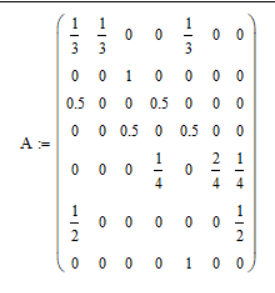 1/3 1/3 0 0 1/3 0 0
0 0 1 0 0 0 0
0.5 0 0 0.5 0 0 0
A := 0 0 0.5 0 0.5 0 0
0 0 0 1/4 0 2/4 1/4
1/2 0 0 0 0 0 1/2
0 0 0 0 1 0 0